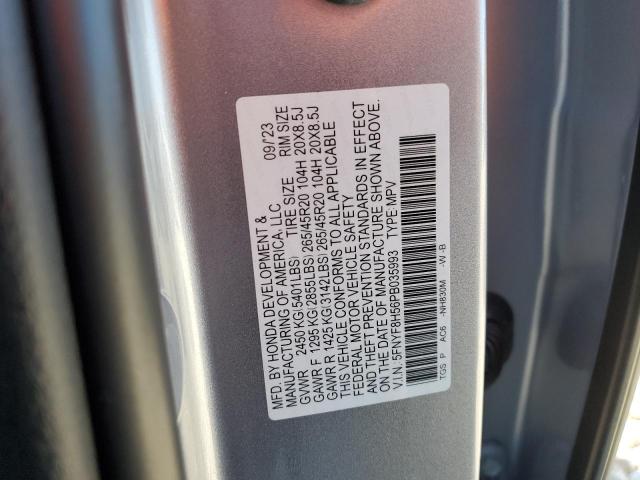 MFD. BY HONDA DEVELOPMENT &
MANUFACTURING OF AMERICA, LLC 09/23
GVWR 2450 KG(5401LBS) TIRE SIZE RIM SIZE
GAWR F 1295 KG(2855LBS) 265/45R20 104H 20X8.5J
GAWR R 1425 KG(3142LBS) 265/45R20 104H 20X8.5J
THIS VEHICLE CONFORMS TO ALL APPLICABLE
FEDERAL MOTOR VEHICLE SAFETY
AND THEFT PREVENTION STANDARDS IN EFFECT
ON THE DATE OF MANUFACTURE SHOWN ABOVE.
V.I.N. 5FNYF8H56PB035993 TYPE:MPV
TGS P AC6 -NH830M -W -B